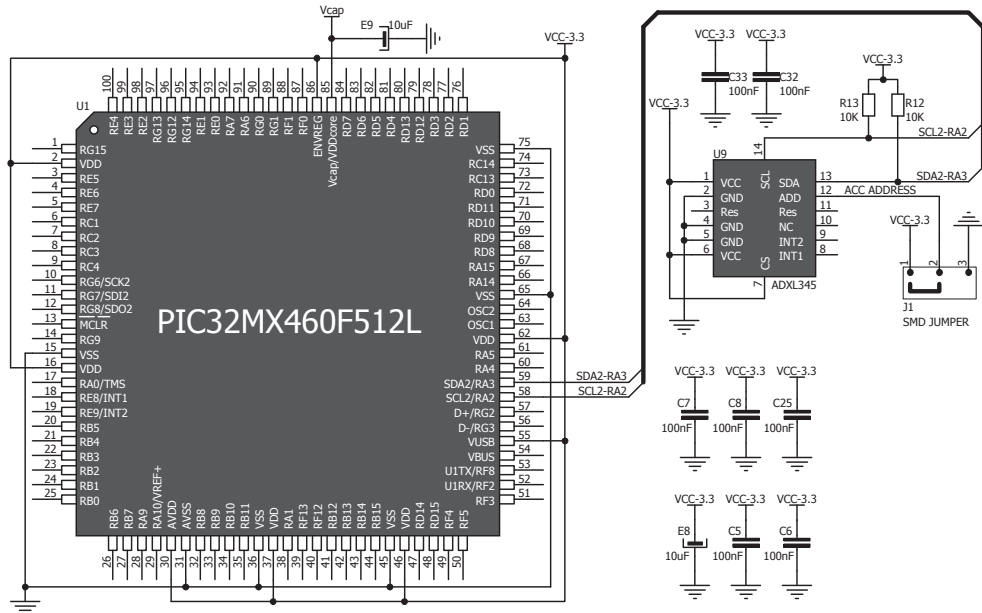 Vcap
E9 10uF
VCC-3.3
U1
100 99 98 97 96 95 94 93 92 91 90 89 88 87 86 85 84 83 82 81 80 79 78 77 76
RE4 RE3 RE2 RG13 RG12 RG14 RE1 RE0 RA7 RA6 RG0 RG1 RF1 RF0 ENVREG Vcap/VDDcore RD7 RD6 RD5 RD4 RD13 RD12 RD3 RD2 RD1
1 RG15
2 VDD
3 RE5
4 RE6
5 RE7
6 RC1
7 RC2
8 RC3
9 RC4
10 RG6/SCK2
11 RG7/SDI2
12 RG8/SDO2
13 MCLR
14 RG9
15 VSS
16 VDD
17 RA0/TMS
18 RE8/INT1
19 RE9/INT2
20 RB5
21 RB4
22 RB3
23 RB2
24 RB1
25 RB0
PIC32MX460F512L
VSS 75
RC14 74
RC13 73
RD0 72
RD11 71
RD10 70
RD9 69
RD8 68
RA15 67
RA14 66
VSS 65
OSC2 64
OSC1 63
VDD 62
RA5 61
RA4 60
SDA2/RA3 59 SDA2-RA3
SCL2/RA2 58 SCL2-RA2
D+/RG2 57
D-/RG3 56
VUSB 55
VBUS 54
U1TX/RF8 53
U1RX/RF2 52
RF3 51
RB6 RB7 RA9 RA10/VREF+ AVDD AVSS RB8 RB9 RB10 RB11 VSS VDD RA1 RF13 RF12 RB12 RB13 RB14 RB15 VSS VDD RD14 RD15 RF4 RF5
26 27 28 29 30 31 32 33 34 35 36 37 38 39 40 41 42 43 44 45 46 47 48 49 50
VCC-3.3 VCC-3.3
C33 100nF
C32 100nF
VCC-3.3
VCC-3.3
R13 10K
R12 10K
SCL2-RA2
U9
14 SCL
1 VCC
2 GND
3 Res
4 GND
5 GND
6 VCC
SDA 13 SDA2-RA3
ADD 12 ACC ADDRESS
Res 11
NC 10
INT2 9
INT1 8
CS 7
ADXL345
VCC-3.3
1 2 3
J1
SMD JUMPER
VCC-3.3 VCC-3.3 VCC-3.3
C7 C8 C25
100nF 100nF 100nF
VCC-3.3 VCC-3.3 VCC-3.3
E8 C5 C6
10uF 100nF 100nF